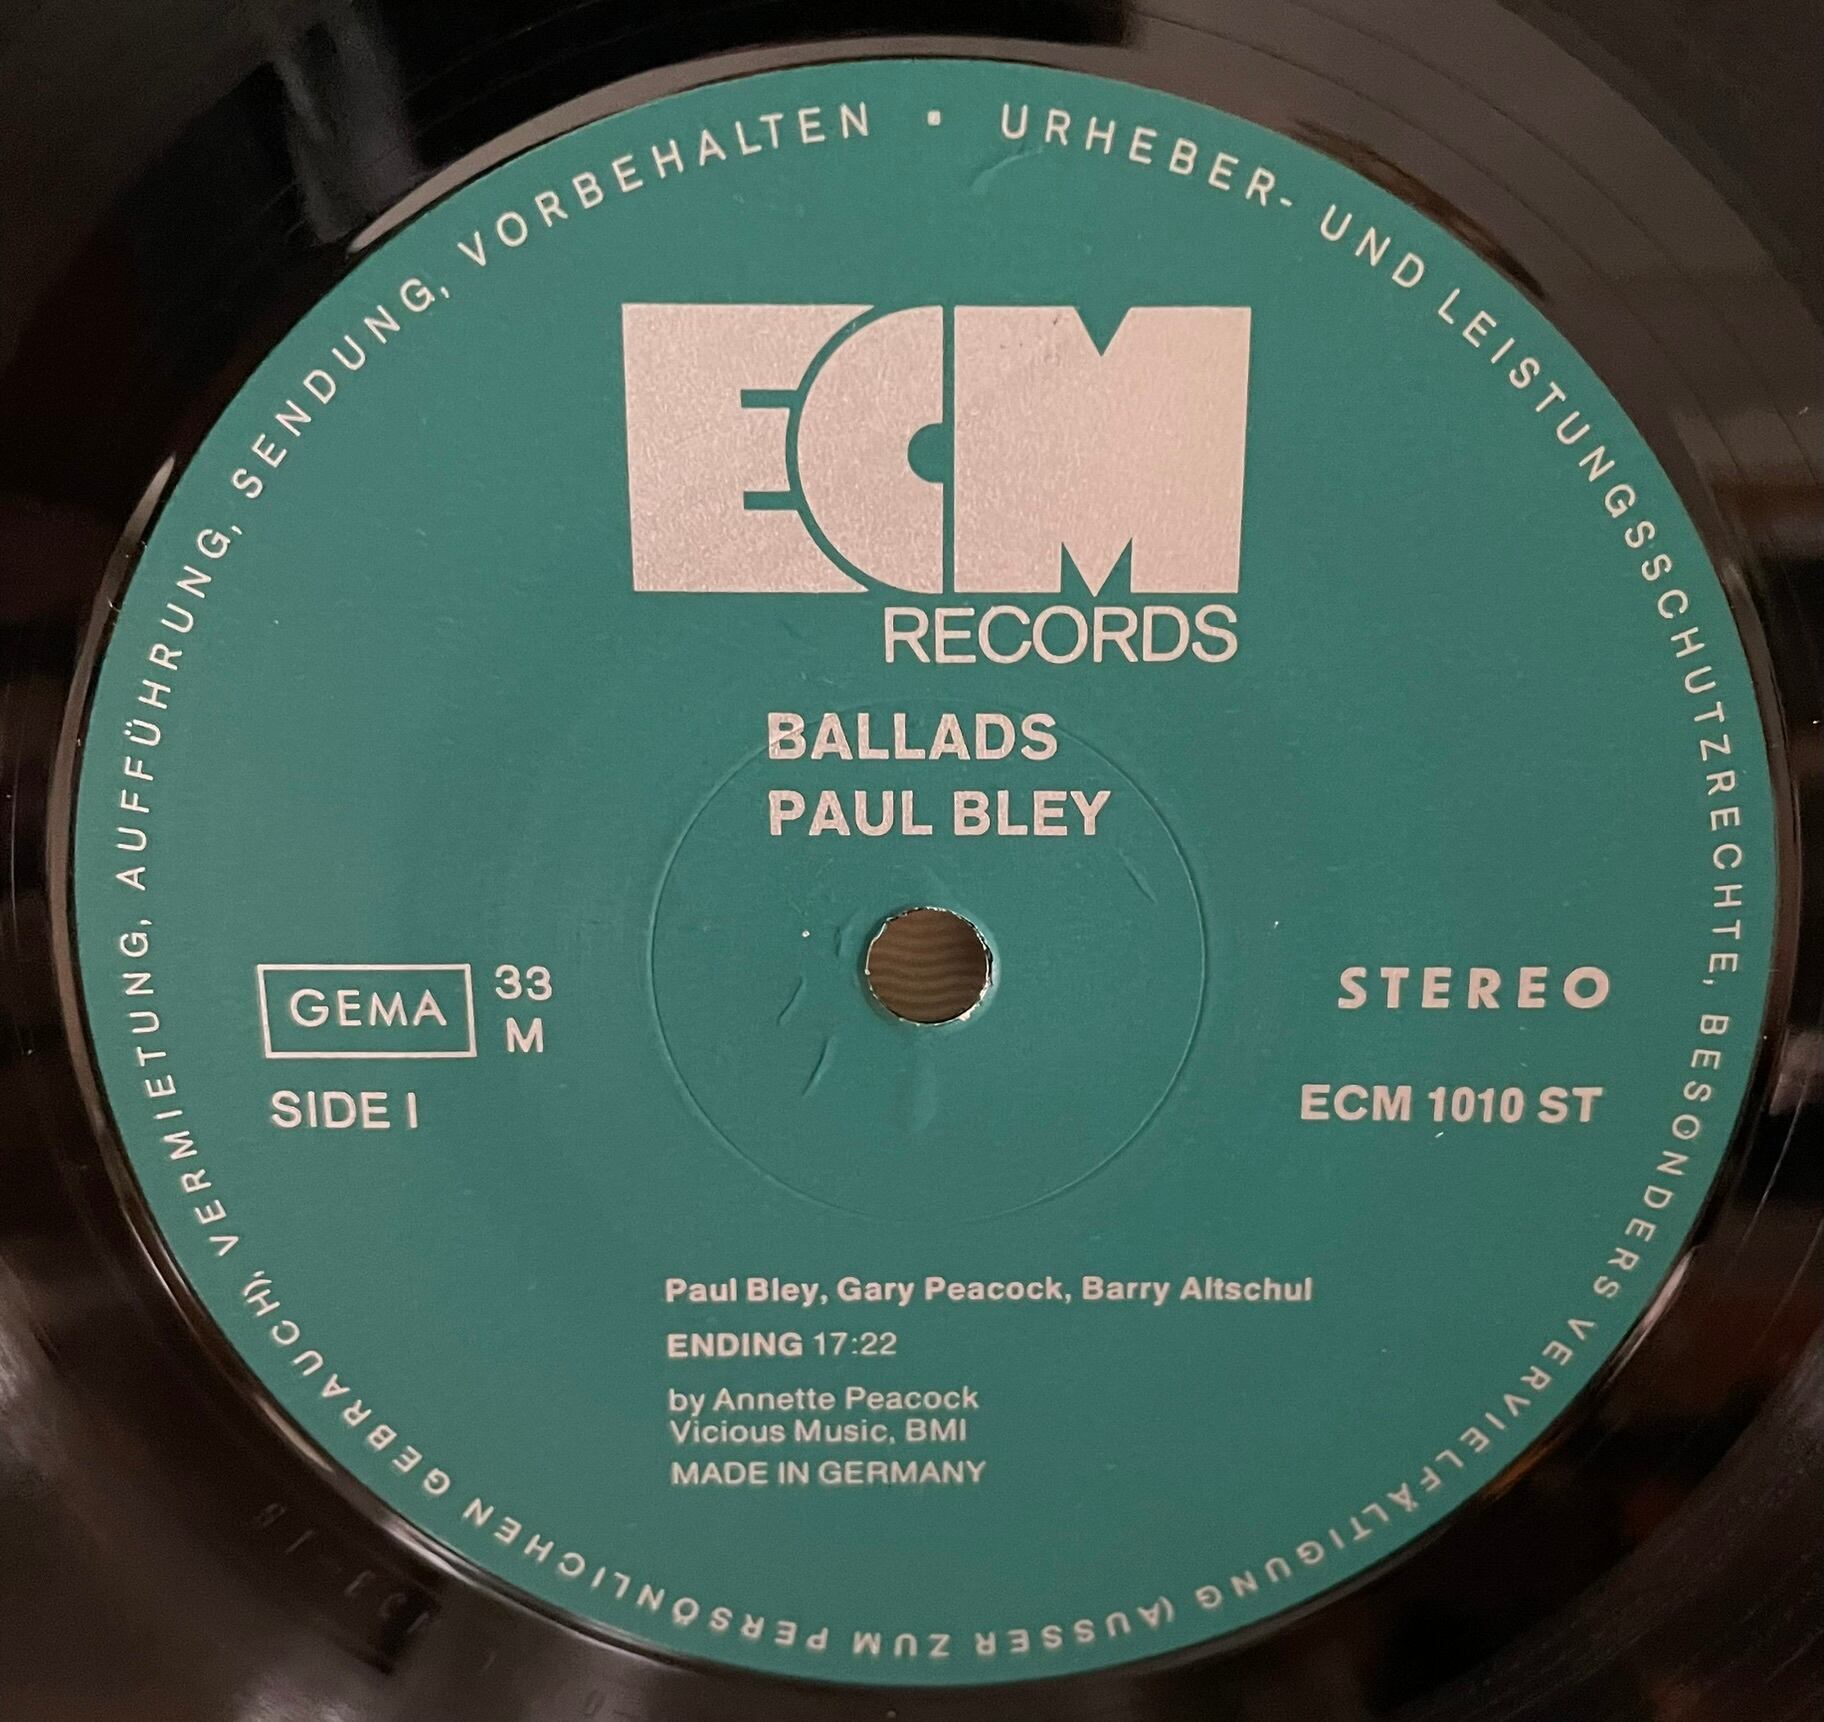 URHEBER- UND LEISTUNGSSCHUTZRECHTE, BESONDERS VERVIELFÄLTIGUNG (AUSSER ZUM PERSÖNLICHEN GEBRAUCH), VERMIETUNG, AUFFÜHRUNG, SENDUNG, VORBEHALTEN •
ECM
RECORDS
BALLADS
PAUL BLEY
GEMA
33
M
SIDE I
STEREO
ECM 1010 ST
Paul Bley, Gary Peacock, Barry Altschul
ENDING 17:22
by Annette Peacock
Vicious Music, BMI
MADE IN GERMANY